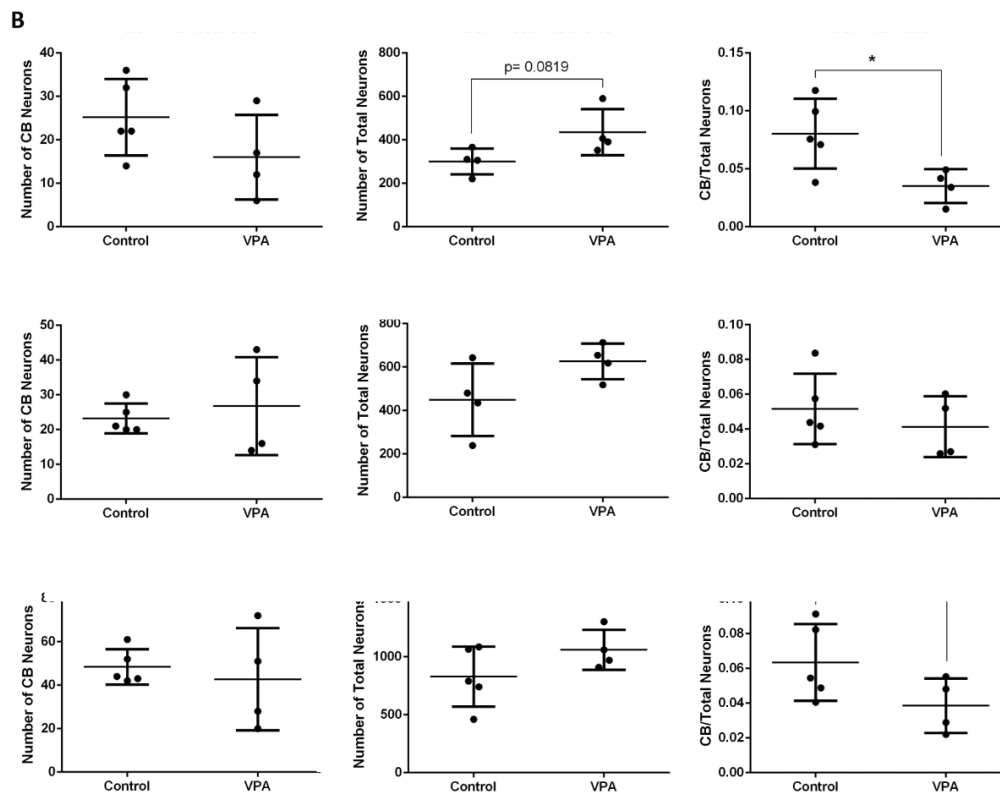 B
Number of CB Neurons
40
30
20
10
0
Control VPA
Number of Total Neurons
800
600
400
200
0
p= 0.0819
Control VPA
CB/Total Neurons
0.15
0.10
0.05
0.00
*
Control VPA
Number of CB Neurons
50
40
30
20
10
0
Control VPA
Number of Total Neurons
800
600
400
200
0
Control VPA
CB/Total Neurons
0.10
0.08
0.06
0.04
0.02
0.00
Control VPA
Number of CB Neurons
60
40
20
0
Control VPA
Number of Total Neurons
1000
500
0
Control VPA
CB/Total Neurons
0.08
0.06
0.04
0.02
0.00
Control VPA